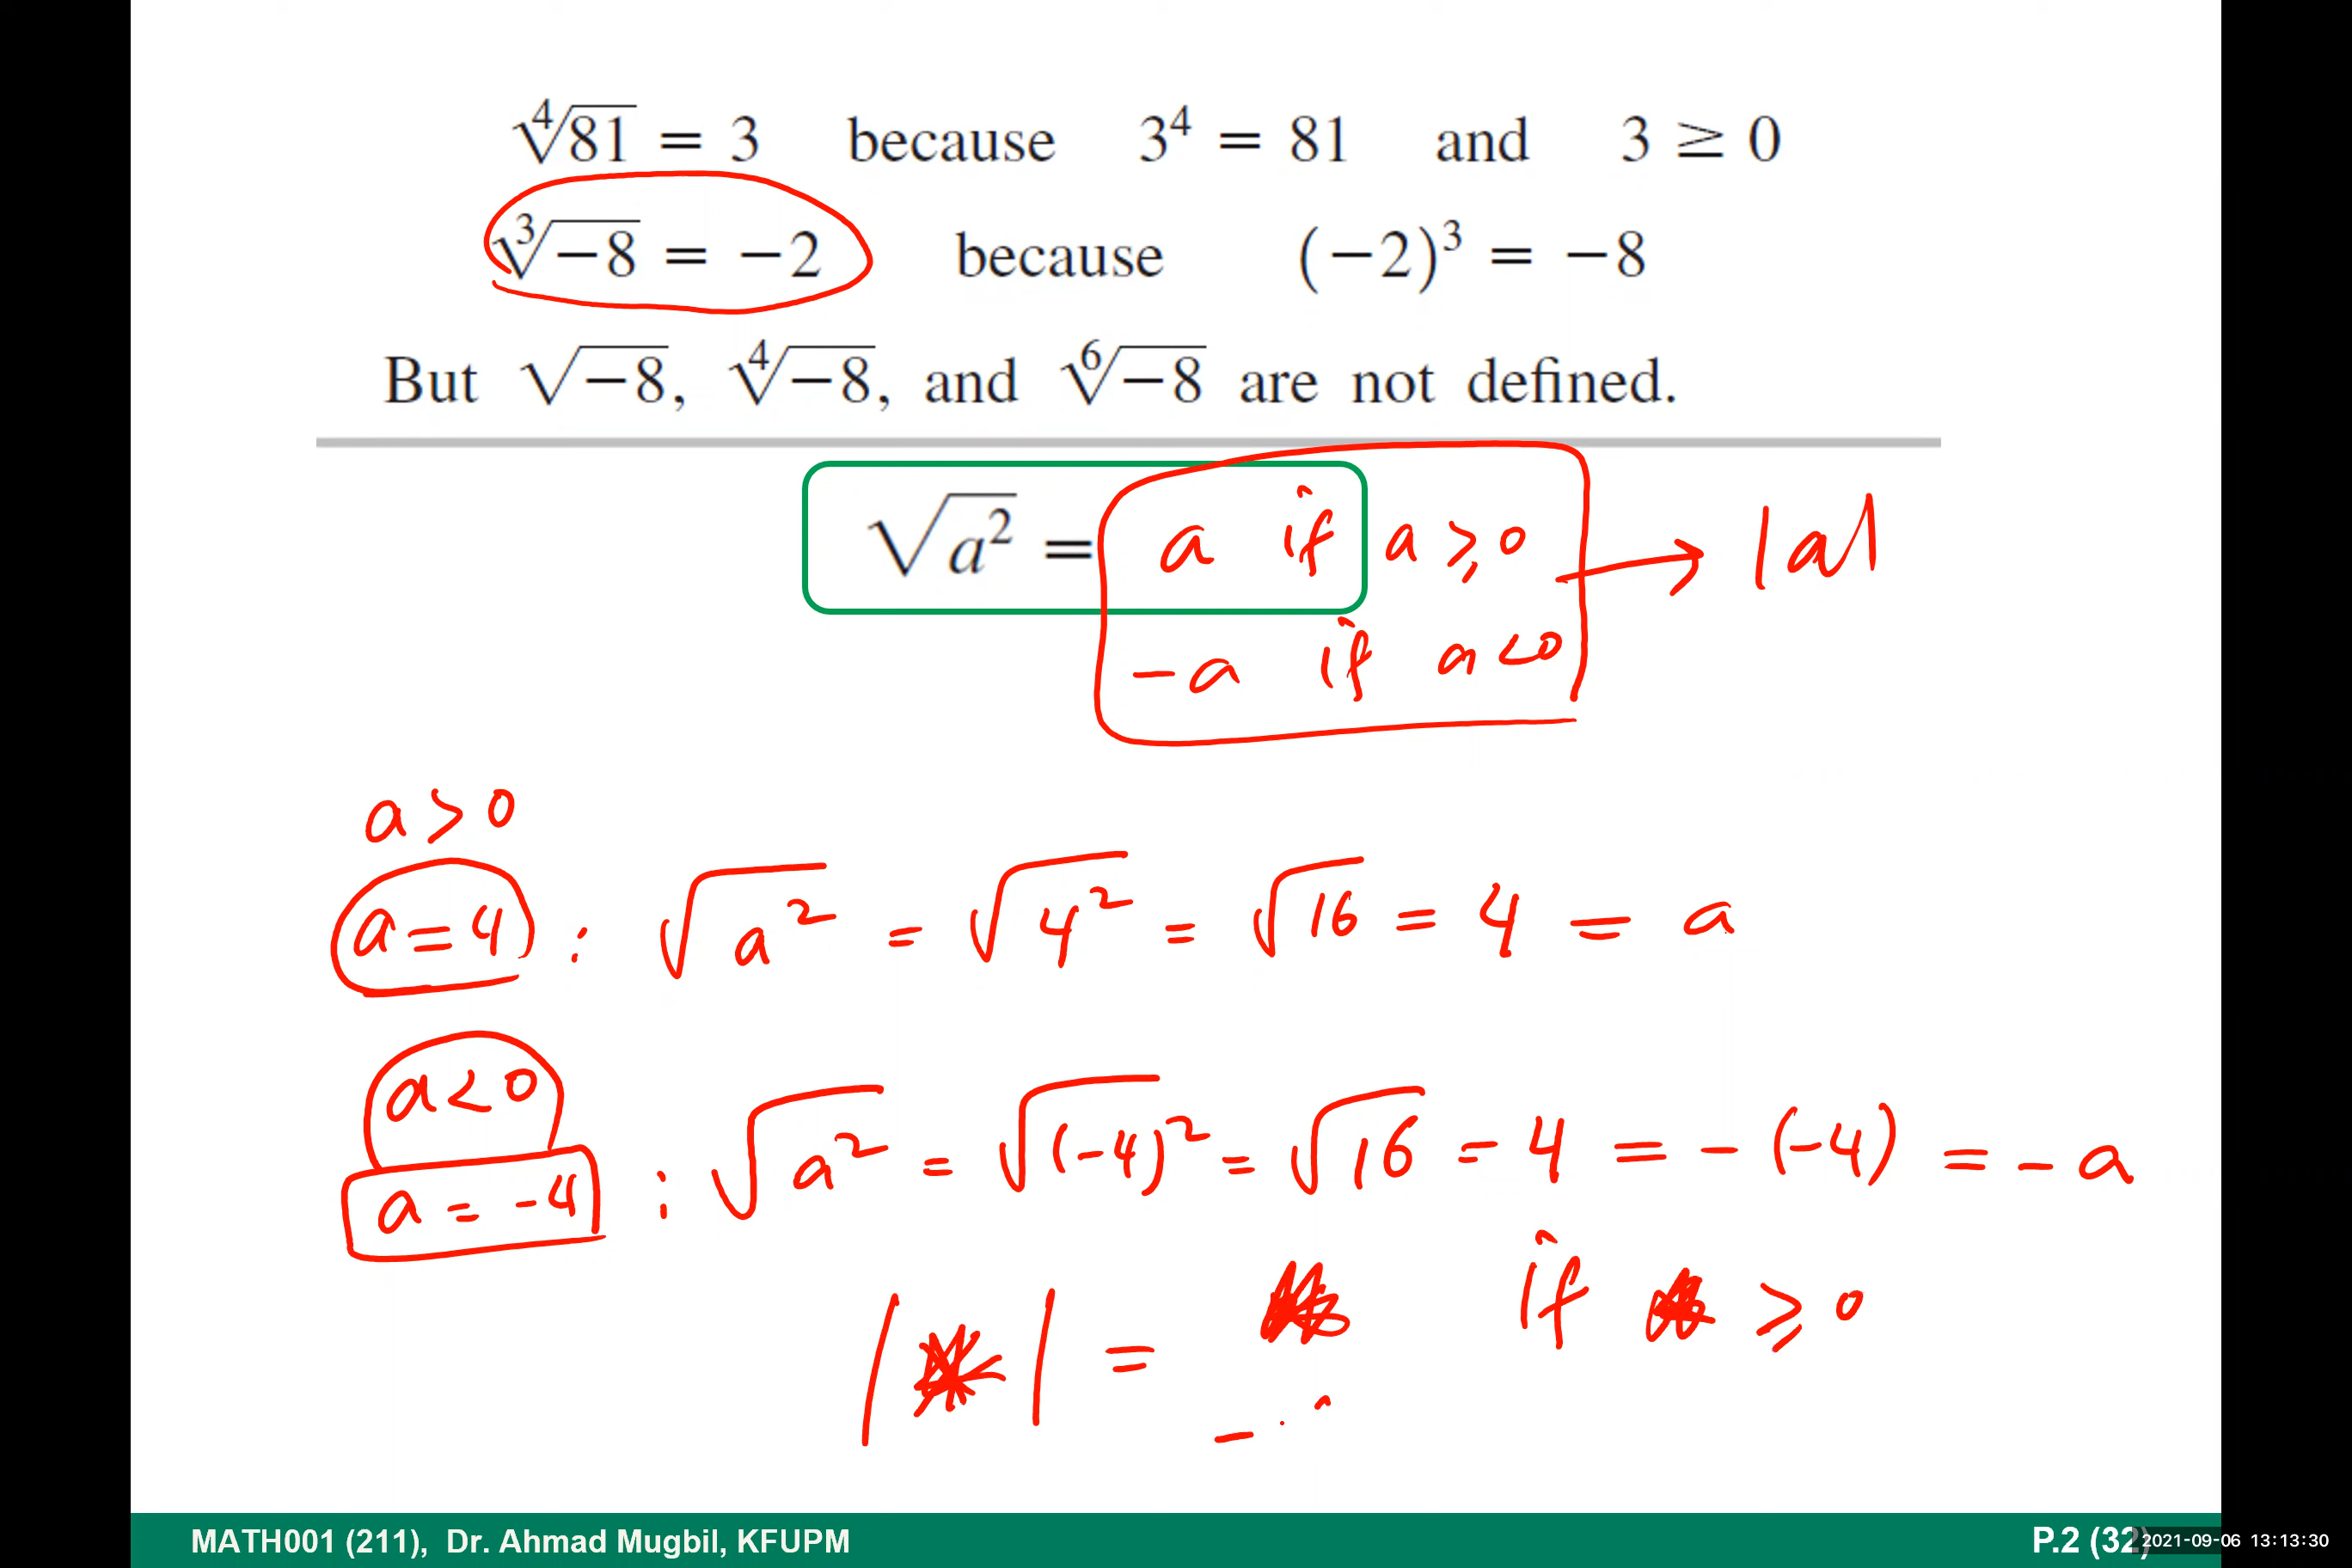 ∜81 = 3 because 3⁴ = 81 and 3 ≥ 0
∛−8 = −2 because (−2)³ = −8
But √−8, ∜−8, and ⁶√−8 are not defined.
√a² = a if a ⩾ 0 → |a|
−a if a < 0
a > 0
a = 4 : √a² = √4² = √16 = 4 = a
a < 0
a = −4 : √a² = √(−4)² = √16 = 4 = −(−4) = −a
|✱| = ✱ if ✱ ⩾ 0
−
MATH001 (211), Dr. Ahmad Mugbil, KFUPM P.2 (32) 2021-09-06 13:13:30